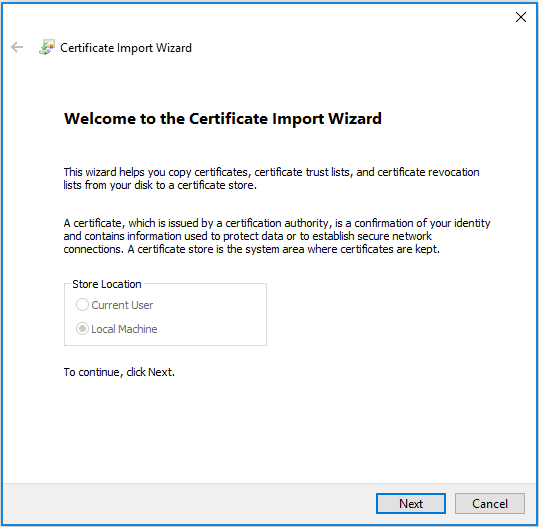 Certificate Import Wizard
Welcome to the Certificate Import Wizard
This wizard helps you copy certificates, certificate trust lists, and certificate revocation
lists from your disk to a certificate store.
A certificate, which is issued by a certification authority, is a confirmation of your identity
and contains information used to protect data or to establish secure network
connections. A certificate store is the system area where certificates are kept.
Store Location
Current User
Local Machine
To continue, click Next.
Next
Cancel